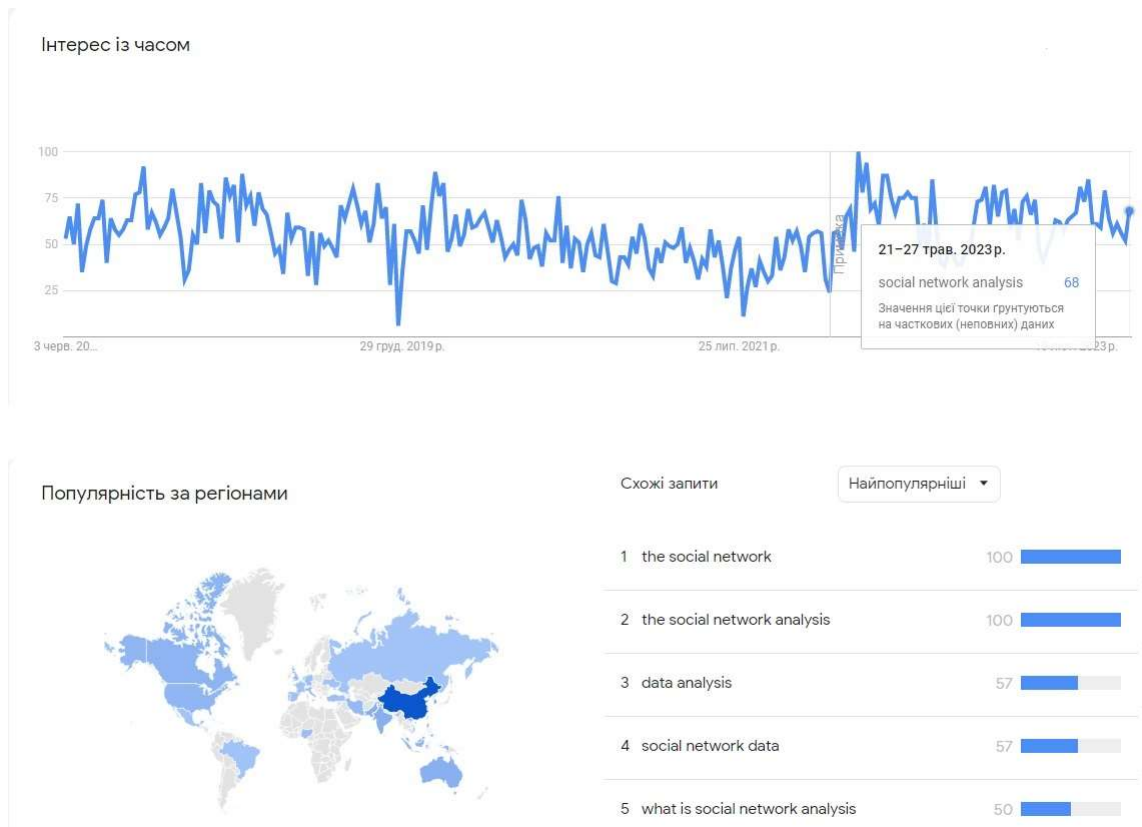 Інтерес із часом
100
75
50
25
Примітка
21–27 трав. 2023 р.
social network analysis 68
Значення цієї точки ґрунтуються
на часткових (неповних) даних
3 черв. 20...
29 груд. 2019 р.
25 лип. 2021 р.
23 р.
Популярність за регіонами
Схожі запити
Найпопулярніші
1 the social network 100
2 the social network analysis 100
3 data analysis 57
4 social network data 57
5 what is social network analysis 50